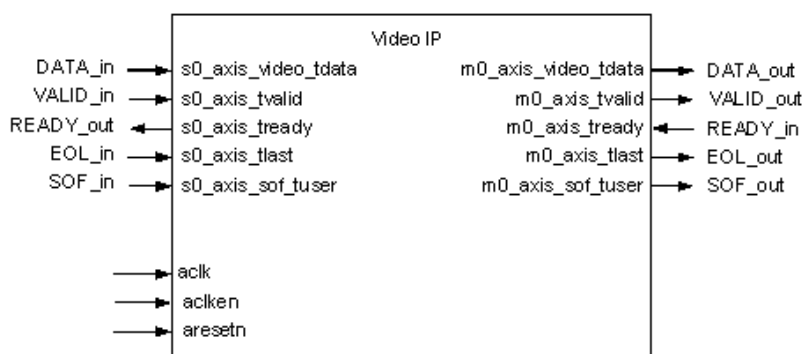 Video IP
DATA_in s0_axis_video_tdata m0_axis_video_tdata DATA_out
VALID_in s0_axis_tvalid m0_axis_tvalid VALID_out
READY_out s0_axis_tready m0_axis_tready READY_in
EOL_in s0_axis_tlast m0_axis_tlast EOL_out
SOF_in s0_axis_sof_tuser m0_axis_sof_tuser SOF_out
aclk
aclken
aresetn